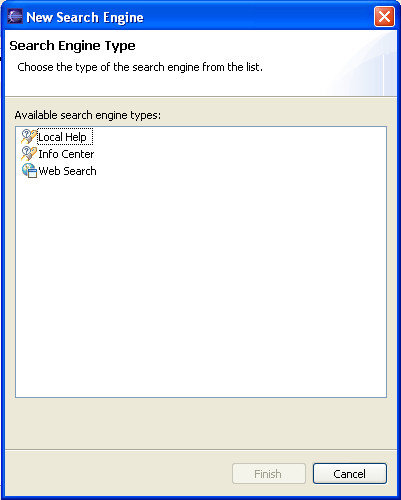 New Search Engine
Search Engine Type
Choose the type of the search engine from the list.
Available search engine types:
Local Help
Info Center
Web Search
Finish
Cancel